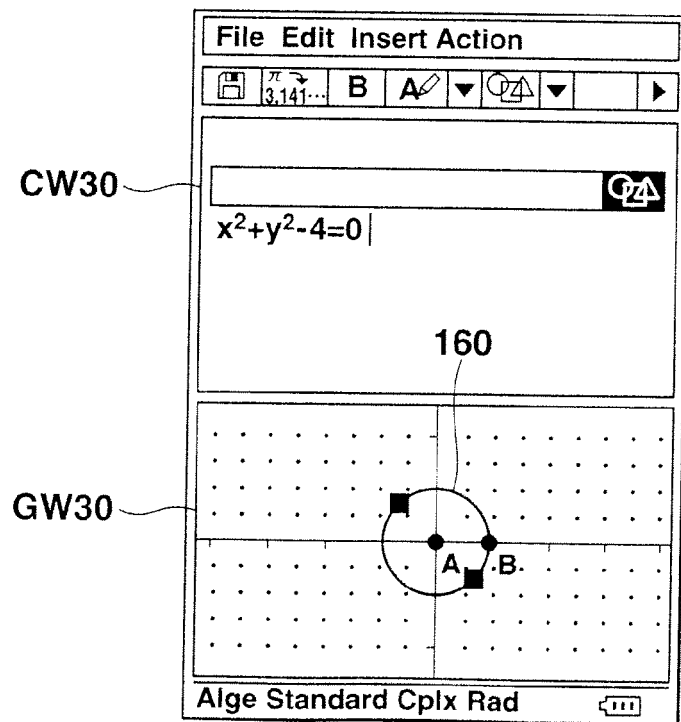 File Edit Insert Action
π 3.141... B A
CW30
x²+y²-4=0
160
GW30
A B
Alge Standard Cplx Rad